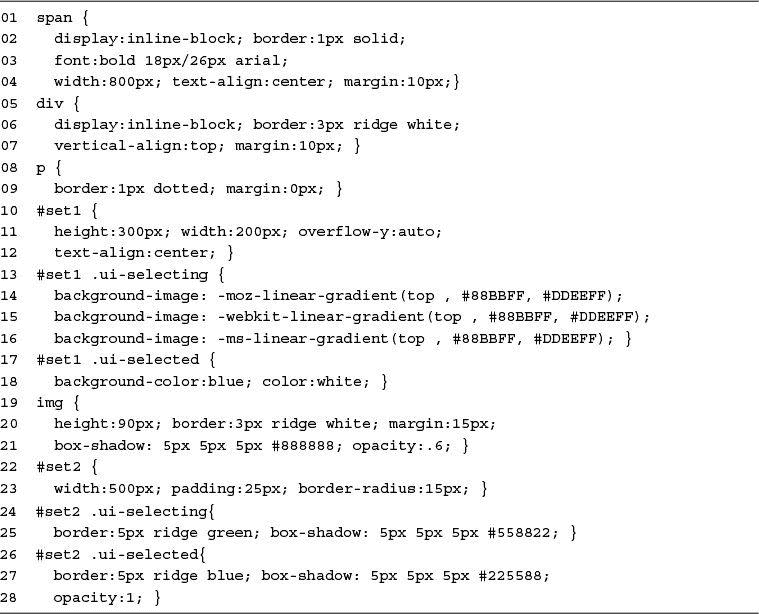 01 span {
02 display:inline-block; border:1px solid;
03 font:bold 18px/26px arial;
04 width:800px; text-align:center; margin:10px;}
05 div {
06 display:inline-block; border:3px ridge white;
07 vertical-align:top; margin:10px; }
08 p {
09 border:1px dotted; margin:0px; }
10 #set1 {
11 height:300px; width:200px; overflow-y:auto;
12 text-align:center; }
13 #set1 .ui-selecting {
14 background-image: -moz-linear-gradient(top , #88BBFF, #DDEEFF);
15 background-image: -webkit-linear-gradient(top , #88BBFF, #DDEEFF);
16 background-image: -ms-linear-gradient(top , #88BBFF, #DDEEFF); }
17 #set1 .ui-selected {
18 background-color:blue; color:white; }
19 img {
20 height:90px; border:3px ridge white; margin:15px;
21 box-shadow: 5px 5px 5px #888888; opacity:.6; }
22 #set2 {
23 width:500px; padding:25px; border-radius:15px; }
24 #set2 .ui-selecting{
25 border:5px ridge green; box-shadow: 5px 5px 5px #558822; }
26 #set2 .ui-selected{
27 border:5px ridge blue; box-shadow: 5px 5px 5px #225588;
28 opacity:1; }